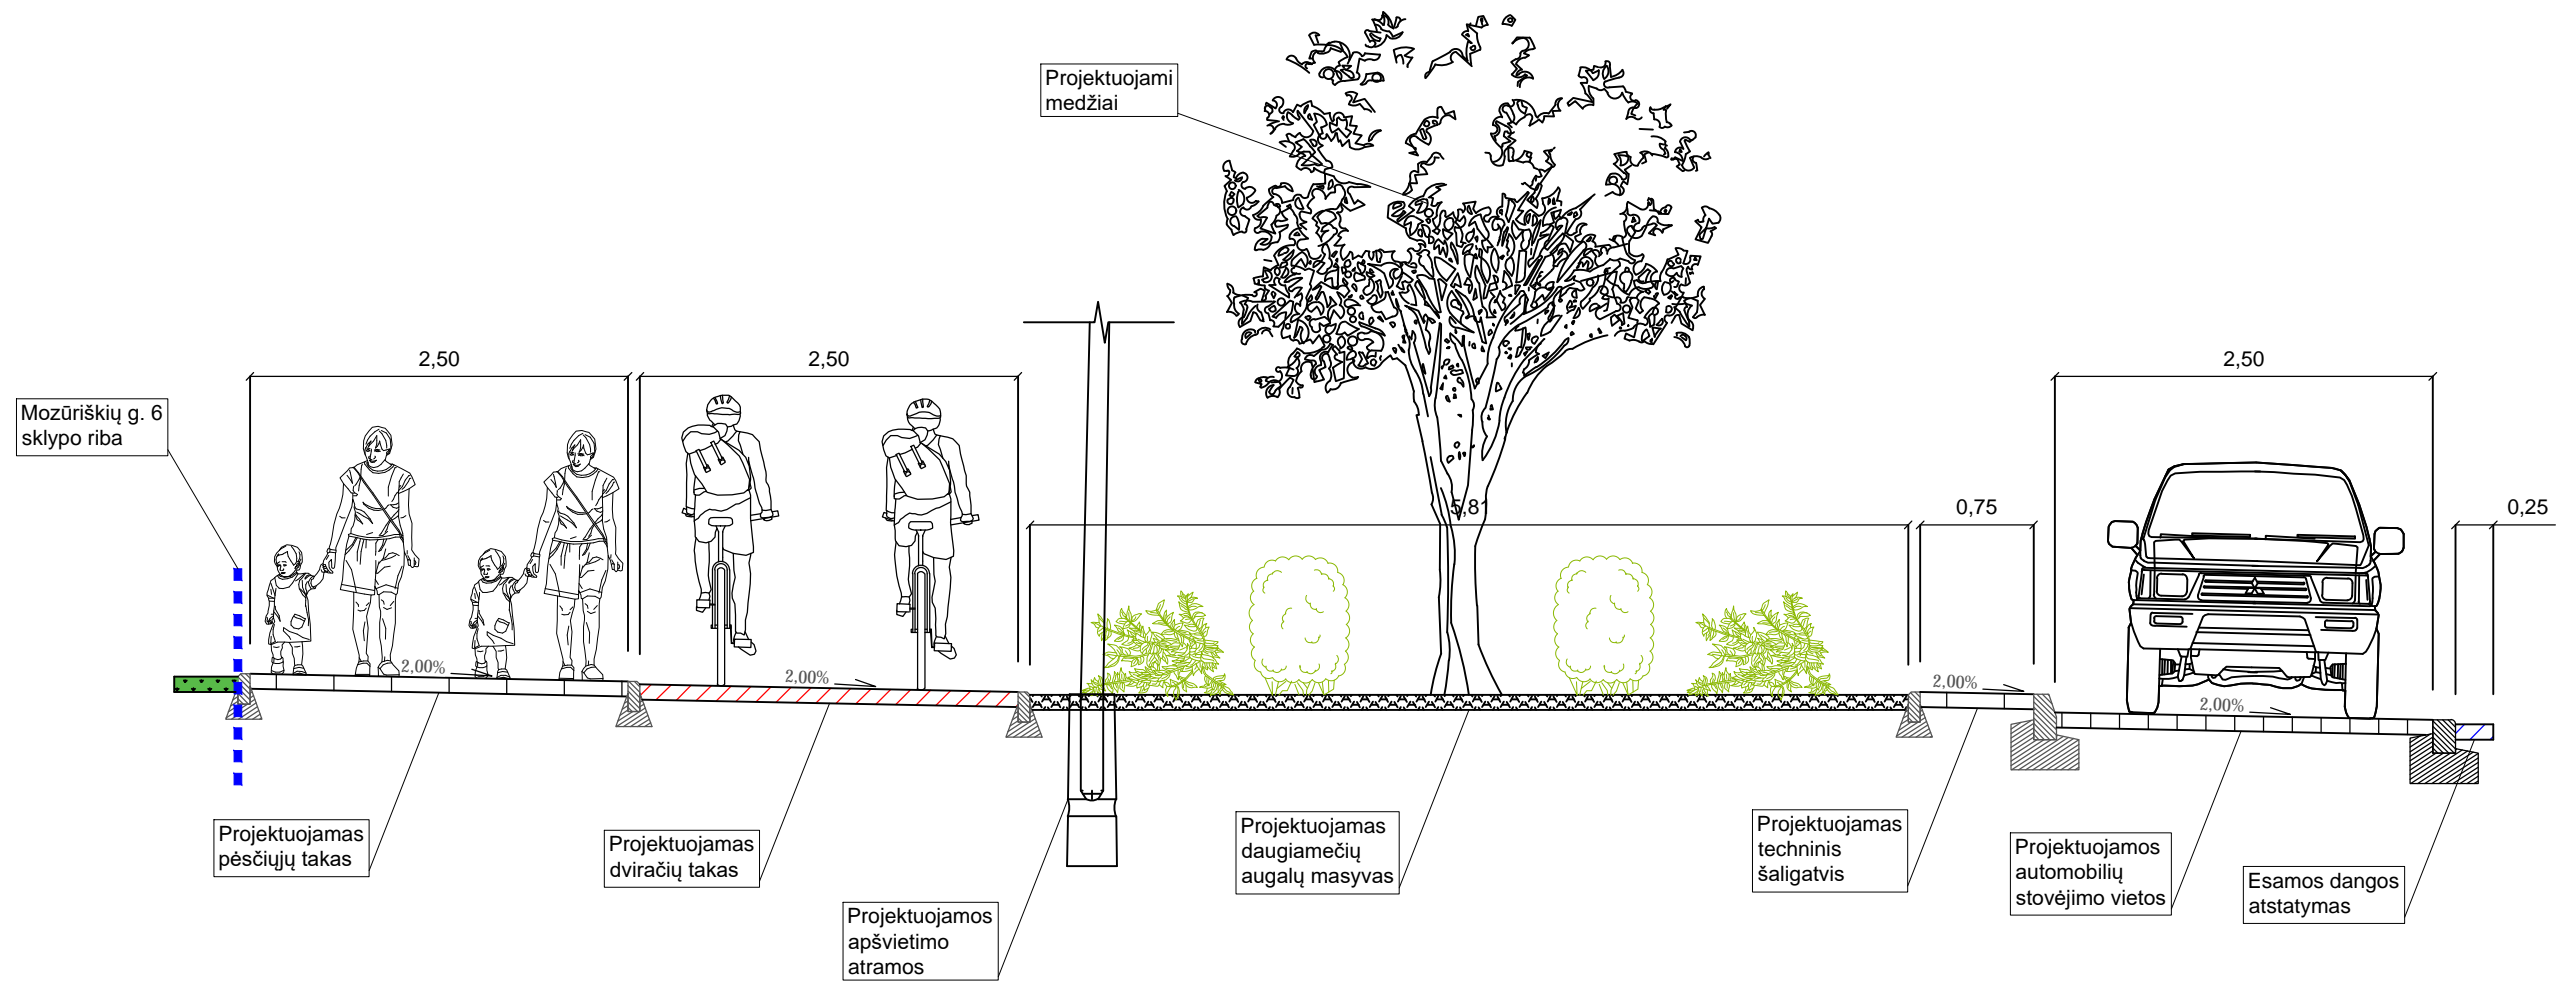 Projektuojami
medžiai
2,50
2,50
2,50
Mozūriškių g. 6
sklypo riba
5,81
0,75
0,25
2,00%
2,00%
2,00%
2,00%
Projektuojamas
pėsčiųjų takas
Projektuojamas
dviračių takas
Projektuojamos
apšvietimo
atramos
Projektuojamas
daugiamečių
augalų masyvas
Projektuojamas
techninis
šaligatvis
Projektuojamos
automobilių
stovėjimo vietos
Esamos dangos
atstatymas